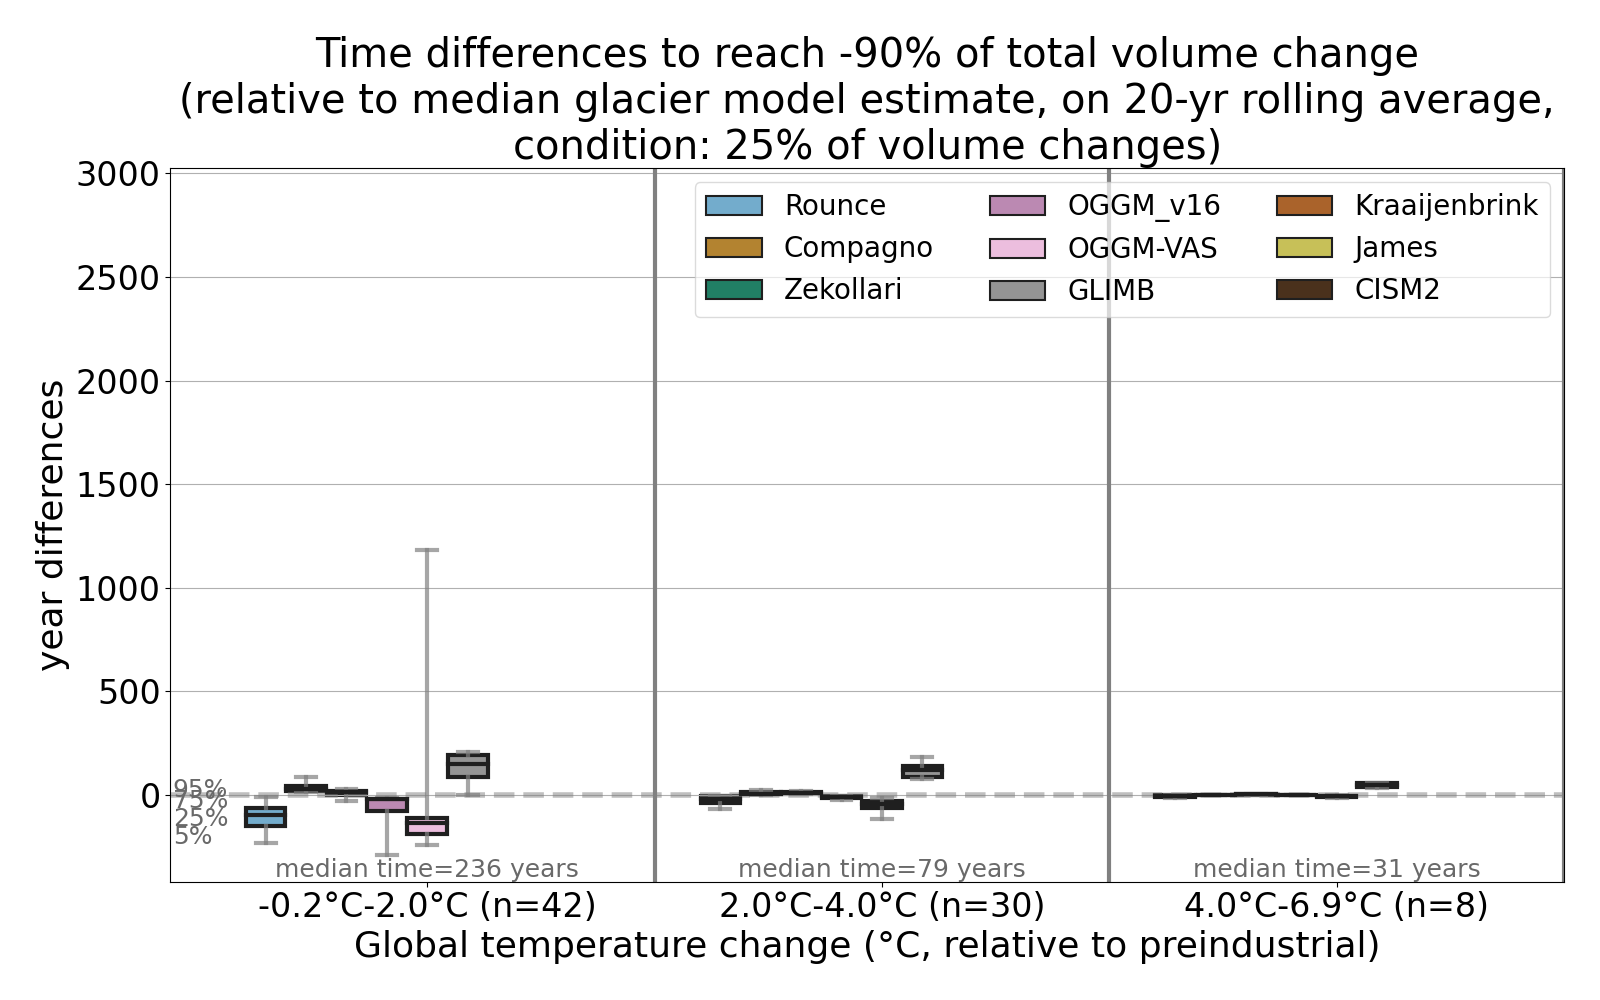 Time differences to reach -90% of total volume change
(relative to median glacier model estimate, on 20-yr rolling average,
condition: 25% of volume changes)
3000
2500
2000
1500
1000
500
0
year differences
Rounce
Compagno
Zekollari
OGGM_v16
OGGM-VAS
GLIMB
Kraaijenbrink
James
CISM2
95%
75%
25%
5%
median time=236 years
median time=79 years
median time=31 years
-0.2°C-2.0°C (n=42)
2.0°C-4.0°C (n=30)
4.0°C-6.9°C (n=8)
Global temperature change (°C, relative to preindustrial)